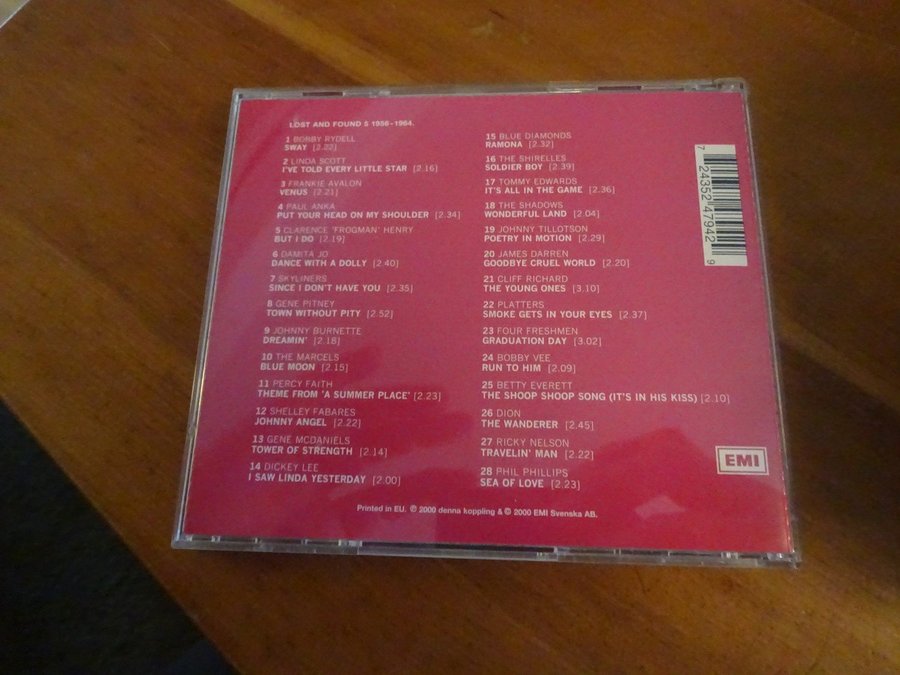 LOST AND FOUND 5 1956-1964.
1 BOBBY RYDELL
SWAY [2.22]
2 LINDA SCOTT
I'VE TOLD EVERY LITTLE STAR [2.16]
3 FRANKIE AVALON
VENUS [2.21]
4 PAUL ANKA
PUT YOUR HEAD ON MY SHOULDER [2.34]
5 CLARENCE 'FROGMAN' HENRY
BUT I DO [2.19]
6 DAMITA JO
DANCE WITH A DOLLY [2.40]
7 SKYLINERS
SINCE I DON'T HAVE YOU [2.35]
8 GENE PITNEY
TOWN WITHOUT PITY [2.52]
9 JOHNNY BURNETTE
DREAMIN' [2.18]
10 THE MARCELS
BLUE MOON [2.15]
11 PERCY FAITH
THEME FROM 'A SUMMER PLACE' [2.23]
12 SHELLEY FABARES
JOHNNY ANGEL [2.22]
13 GENE MCDANIELS
TOWER OF STRENGTH [2.14]
14 DICKEY LEE
I SAW LINDA YESTERDAY [2.00]
15 BLUE DIAMONDS
RAMONA [2.32]
16 THE SHIRELLES
SOLDIER BOY [2.39]
17 TOMMY EDWARDS
IT'S ALL IN THE GAME [2.36]
18 THE SHADOWS
WONDERFUL LAND [2.04]
19 JOHNNY TILLOTSON
POETRY IN MOTION [2.29]
20 JAMES DARREN
GOODBYE CRUEL WORLD [2.20]
21 CLIFF RICHARD
THE YOUNG ONES [3.10]
22 PLATTERS
SMOKE GETS IN YOUR EYES [2.37]
23 FOUR FRESHMEN
GRADUATION DAY [3.02]
24 BOBBY VEE
RUN TO HIM [2.09]
25 BETTY EVERETT
THE SHOOP SHOOP SONG (IT'S IN HIS KISS) [2.10]
26 DION
THE WANDERER [2.45]
27 RICKY NELSON
TRAVELIN' MAN [2.22]
28 PHIL PHILLIPS
SEA OF LOVE [2.23]
7 24352 47942 9
EMI
Printed in EU. ℗ 2000 denna koppling & © 2000 EMI Svenska AB.